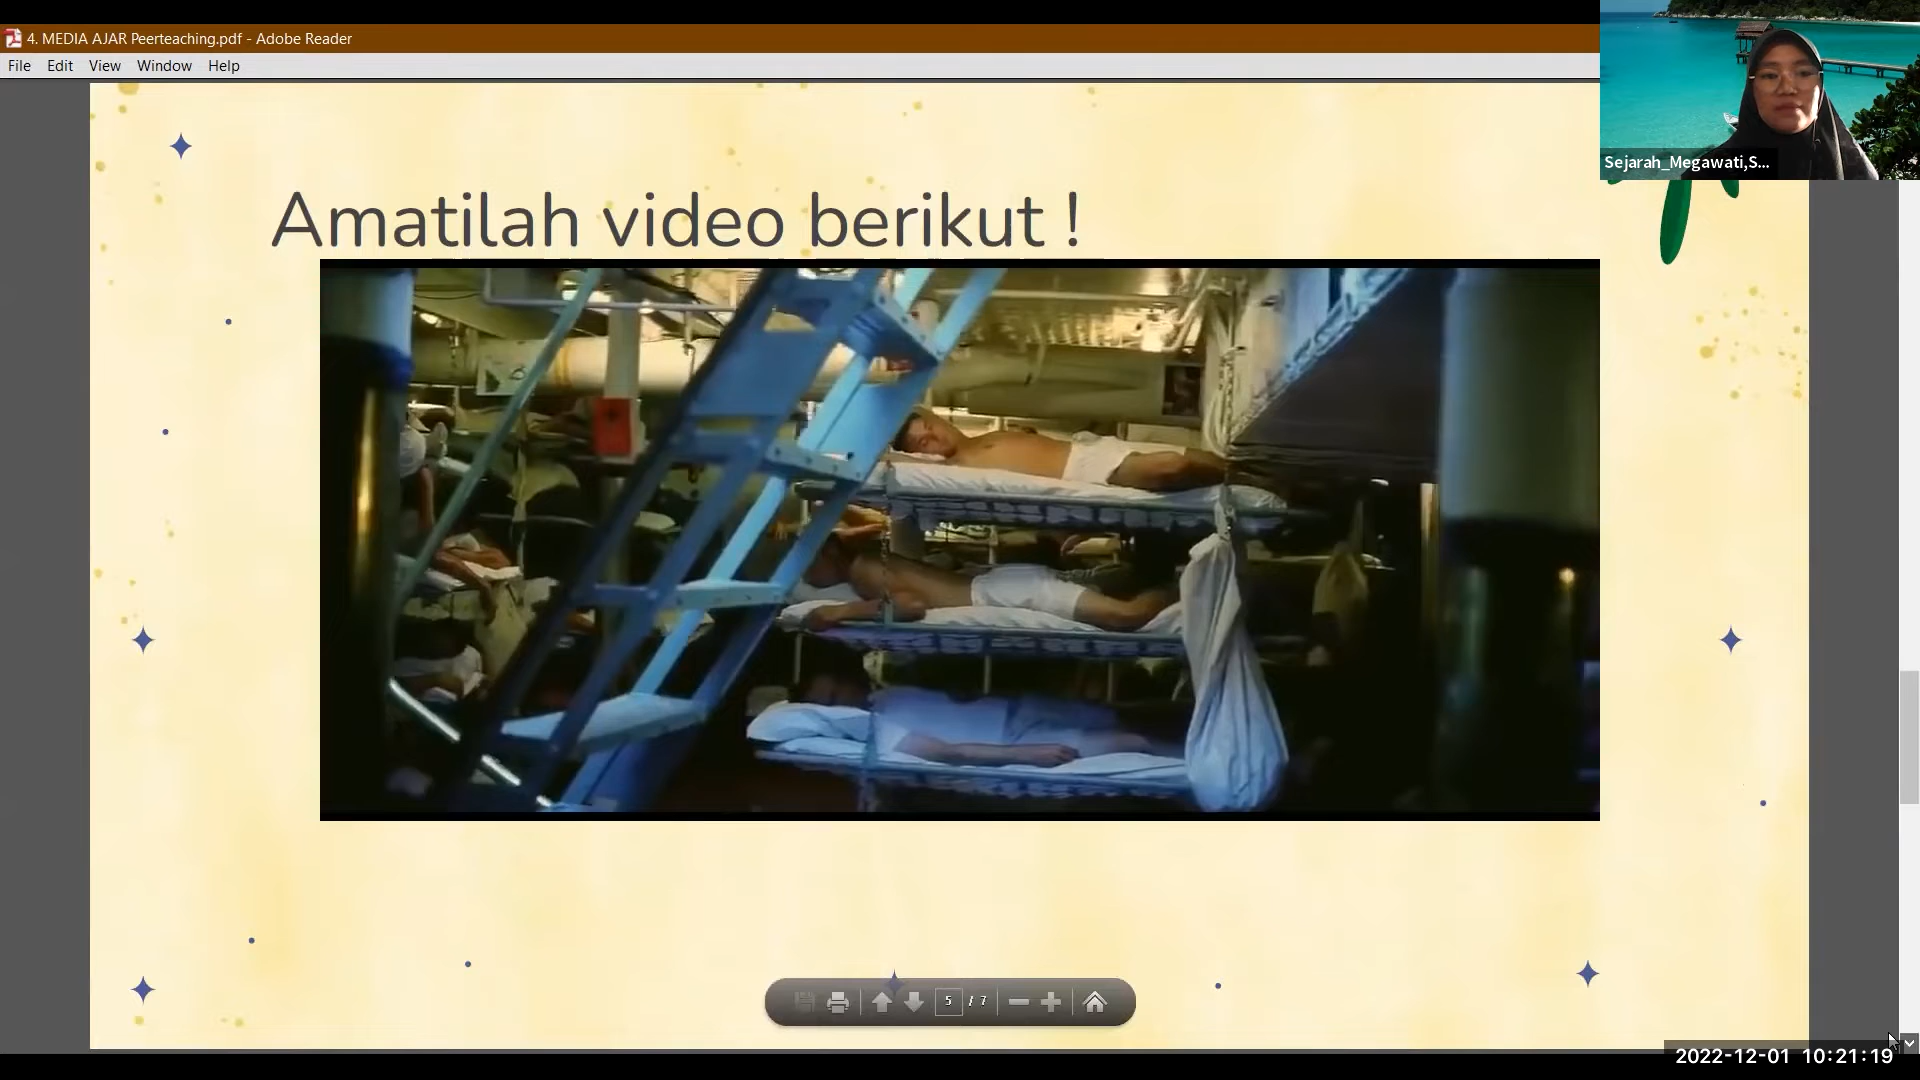 4. MEDIA AJAR Peerteaching.pdf - Adobe Reader
File Edit View Window Help
Sejarah_Megawati,S...
Amatilah video berikut !
5 / 7
2022-12-01 10:21:19